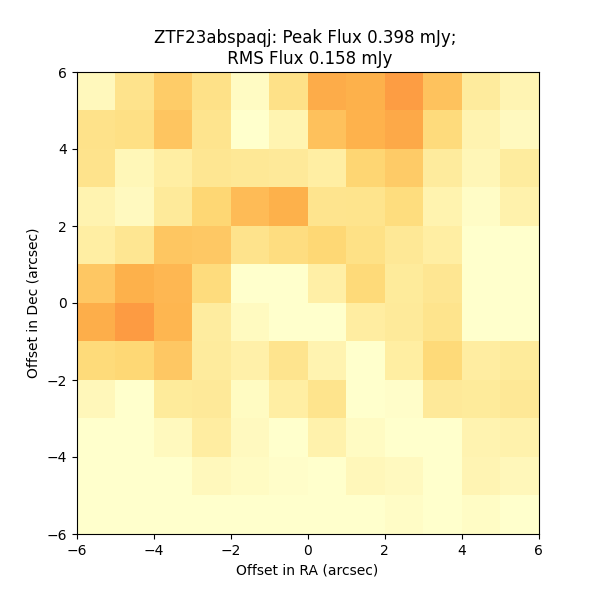 ZTF23abspaqj: Peak Flux 0.398 mJy;
RMS Flux 0.158 mJy
6
4
2
0
−2
−4
−6
Offset in Dec (arcsec)
−6 −4 −2 0 2 4 6
Offset in RA (arcsec)